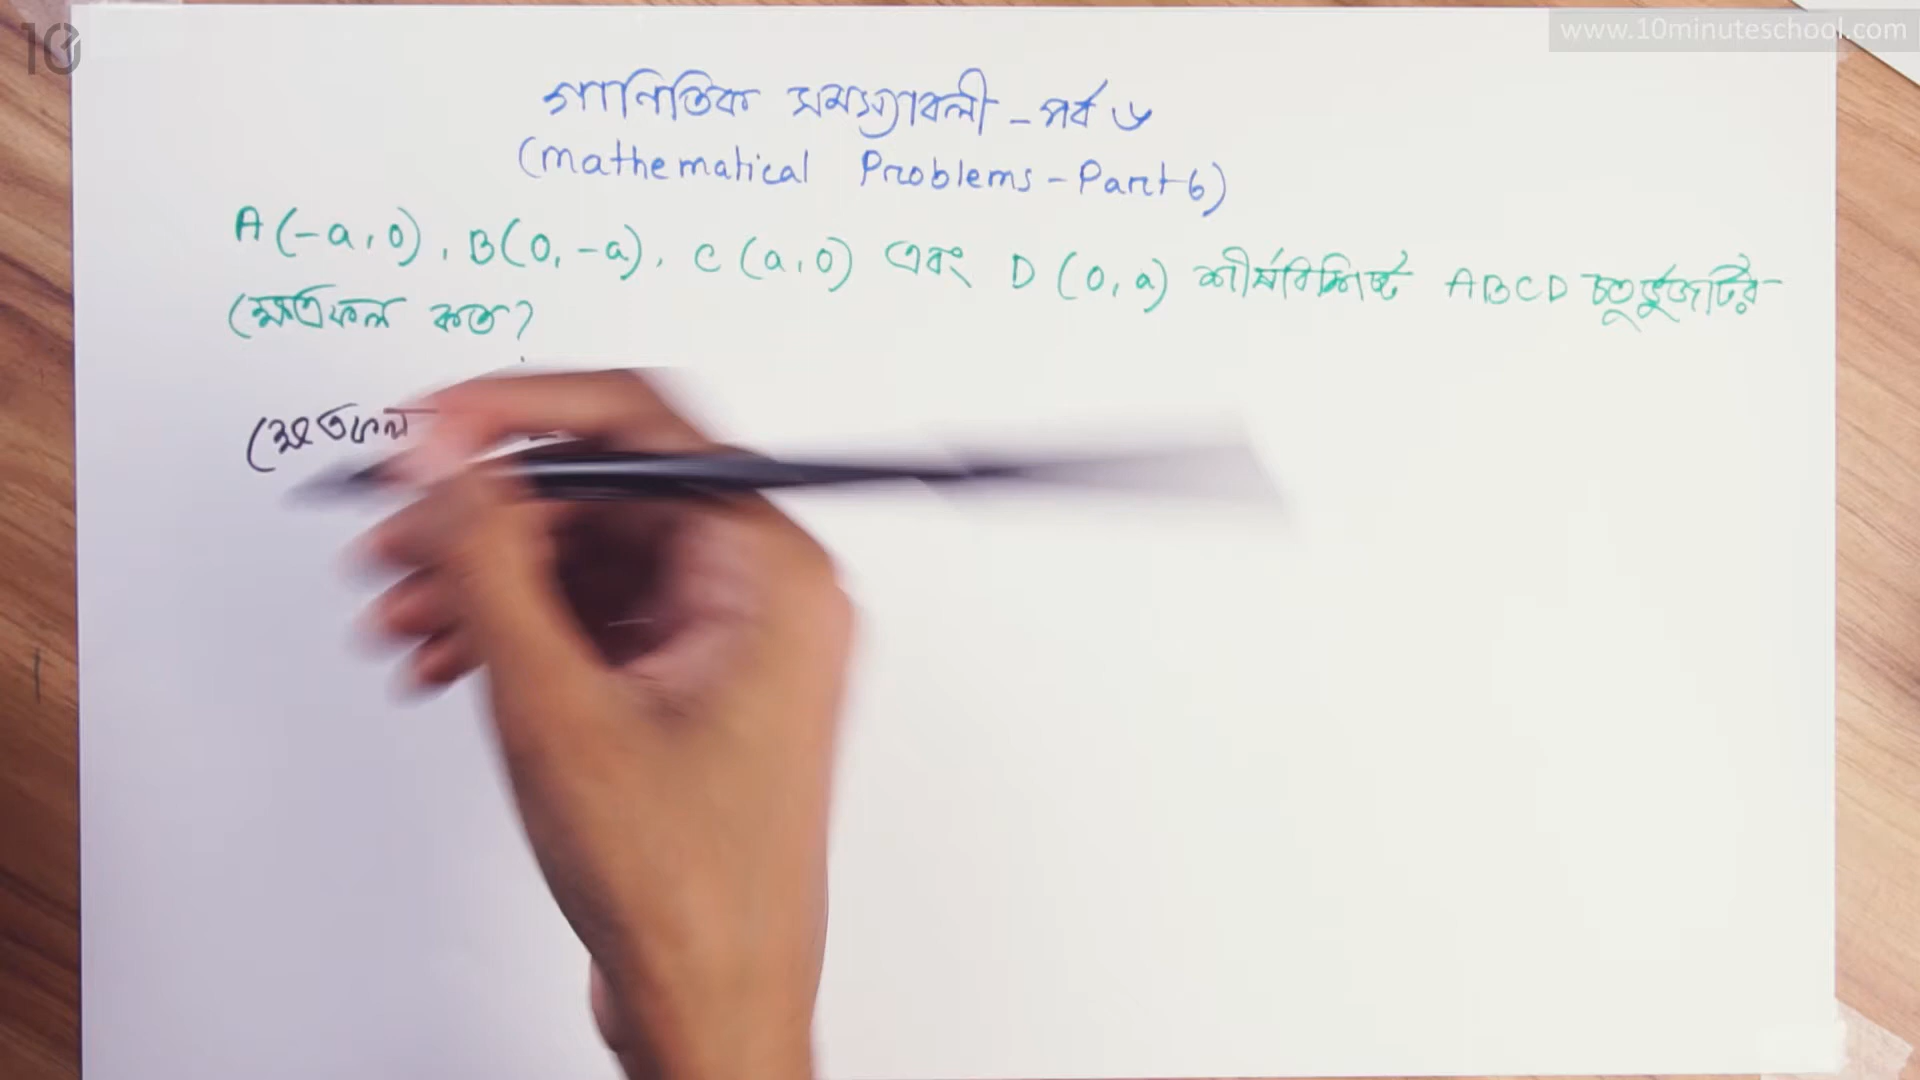 10
www.10minuteschool.com
গাণিতিক সমস্যাবলী - পর্ব ৬
(Mathematical Problems - Part 6)
A(-a, 0), B(0, -a), C(a, 0) এবং D(0, a) শীর্ষবিশিষ্ট ABCD চতুর্ভুজটির
ক্ষেত্রফল কত?
ক্ষেত্রফল